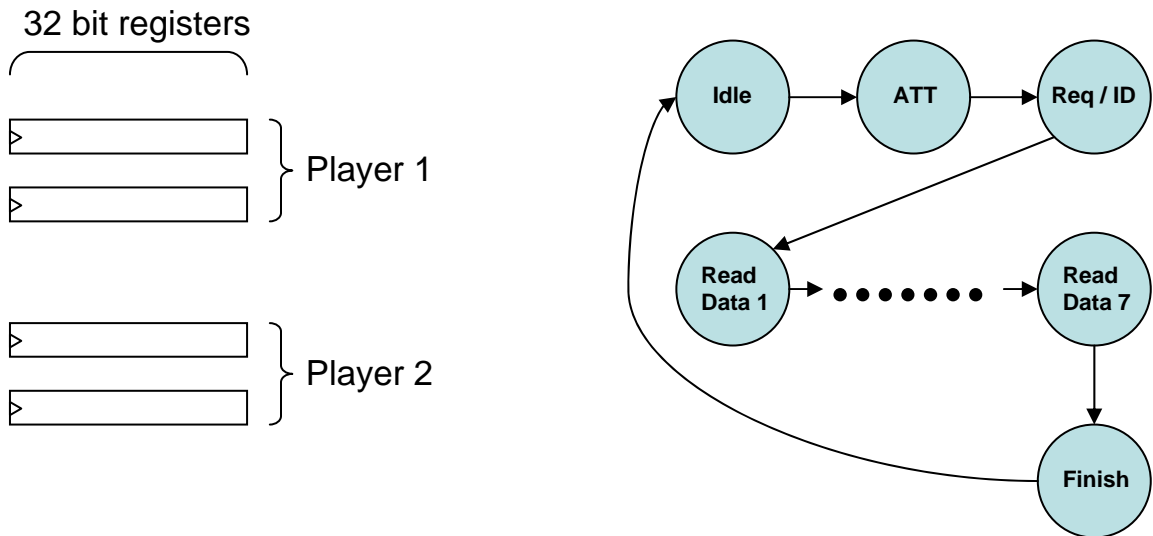 32 bit registers
Player 1
Player 2
Idle
ATT
Req / ID
Read
Data 1
Read
Data 7
Finish